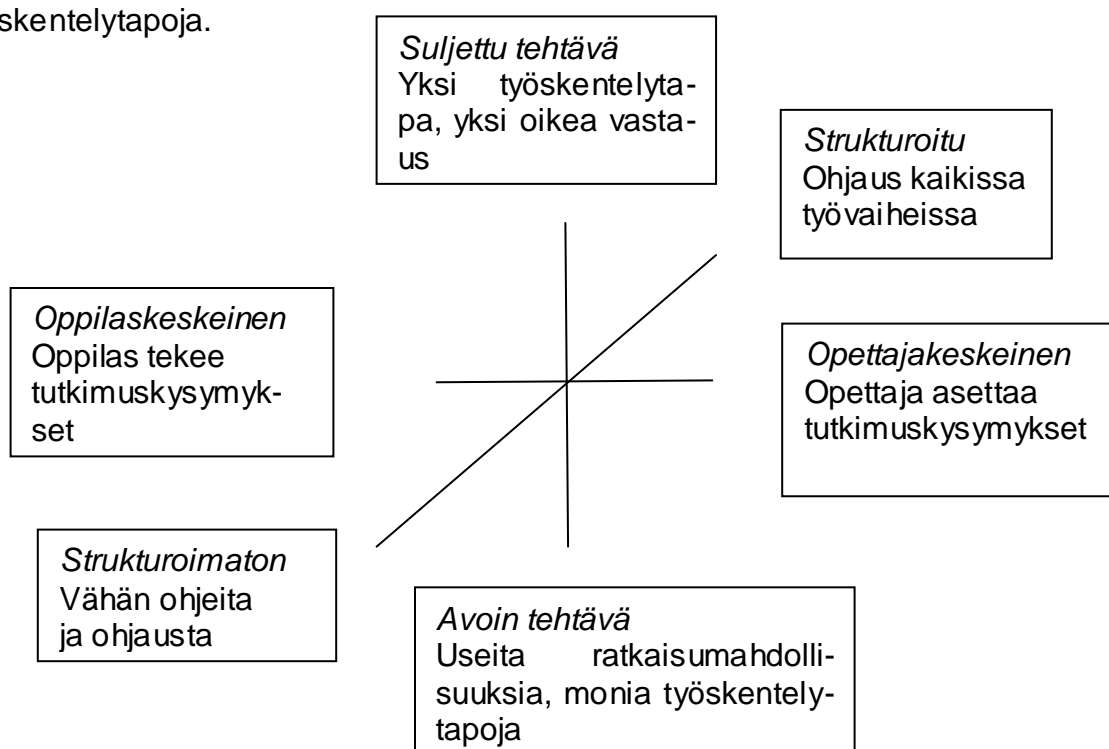 skentelytapoja.
Suljettu tehtävä
Yksi työskentelyta-
pa, yksi oikea vasta-
us
Strukturoitu
Ohjaus kaikissa
työvaiheissa
Oppilaskeskeinen
Oppilas tekee
tutkimuskysymyk-
set
Opettajakeskeinen
Opettaja asettaa
tutkimuskysymykset
Strukturoimaton
Vähän ohjeita
ja ohjausta
Avoin tehtävä
Useita ratkaisumahdolli-
suuksia, monia työskentely-
tapoja